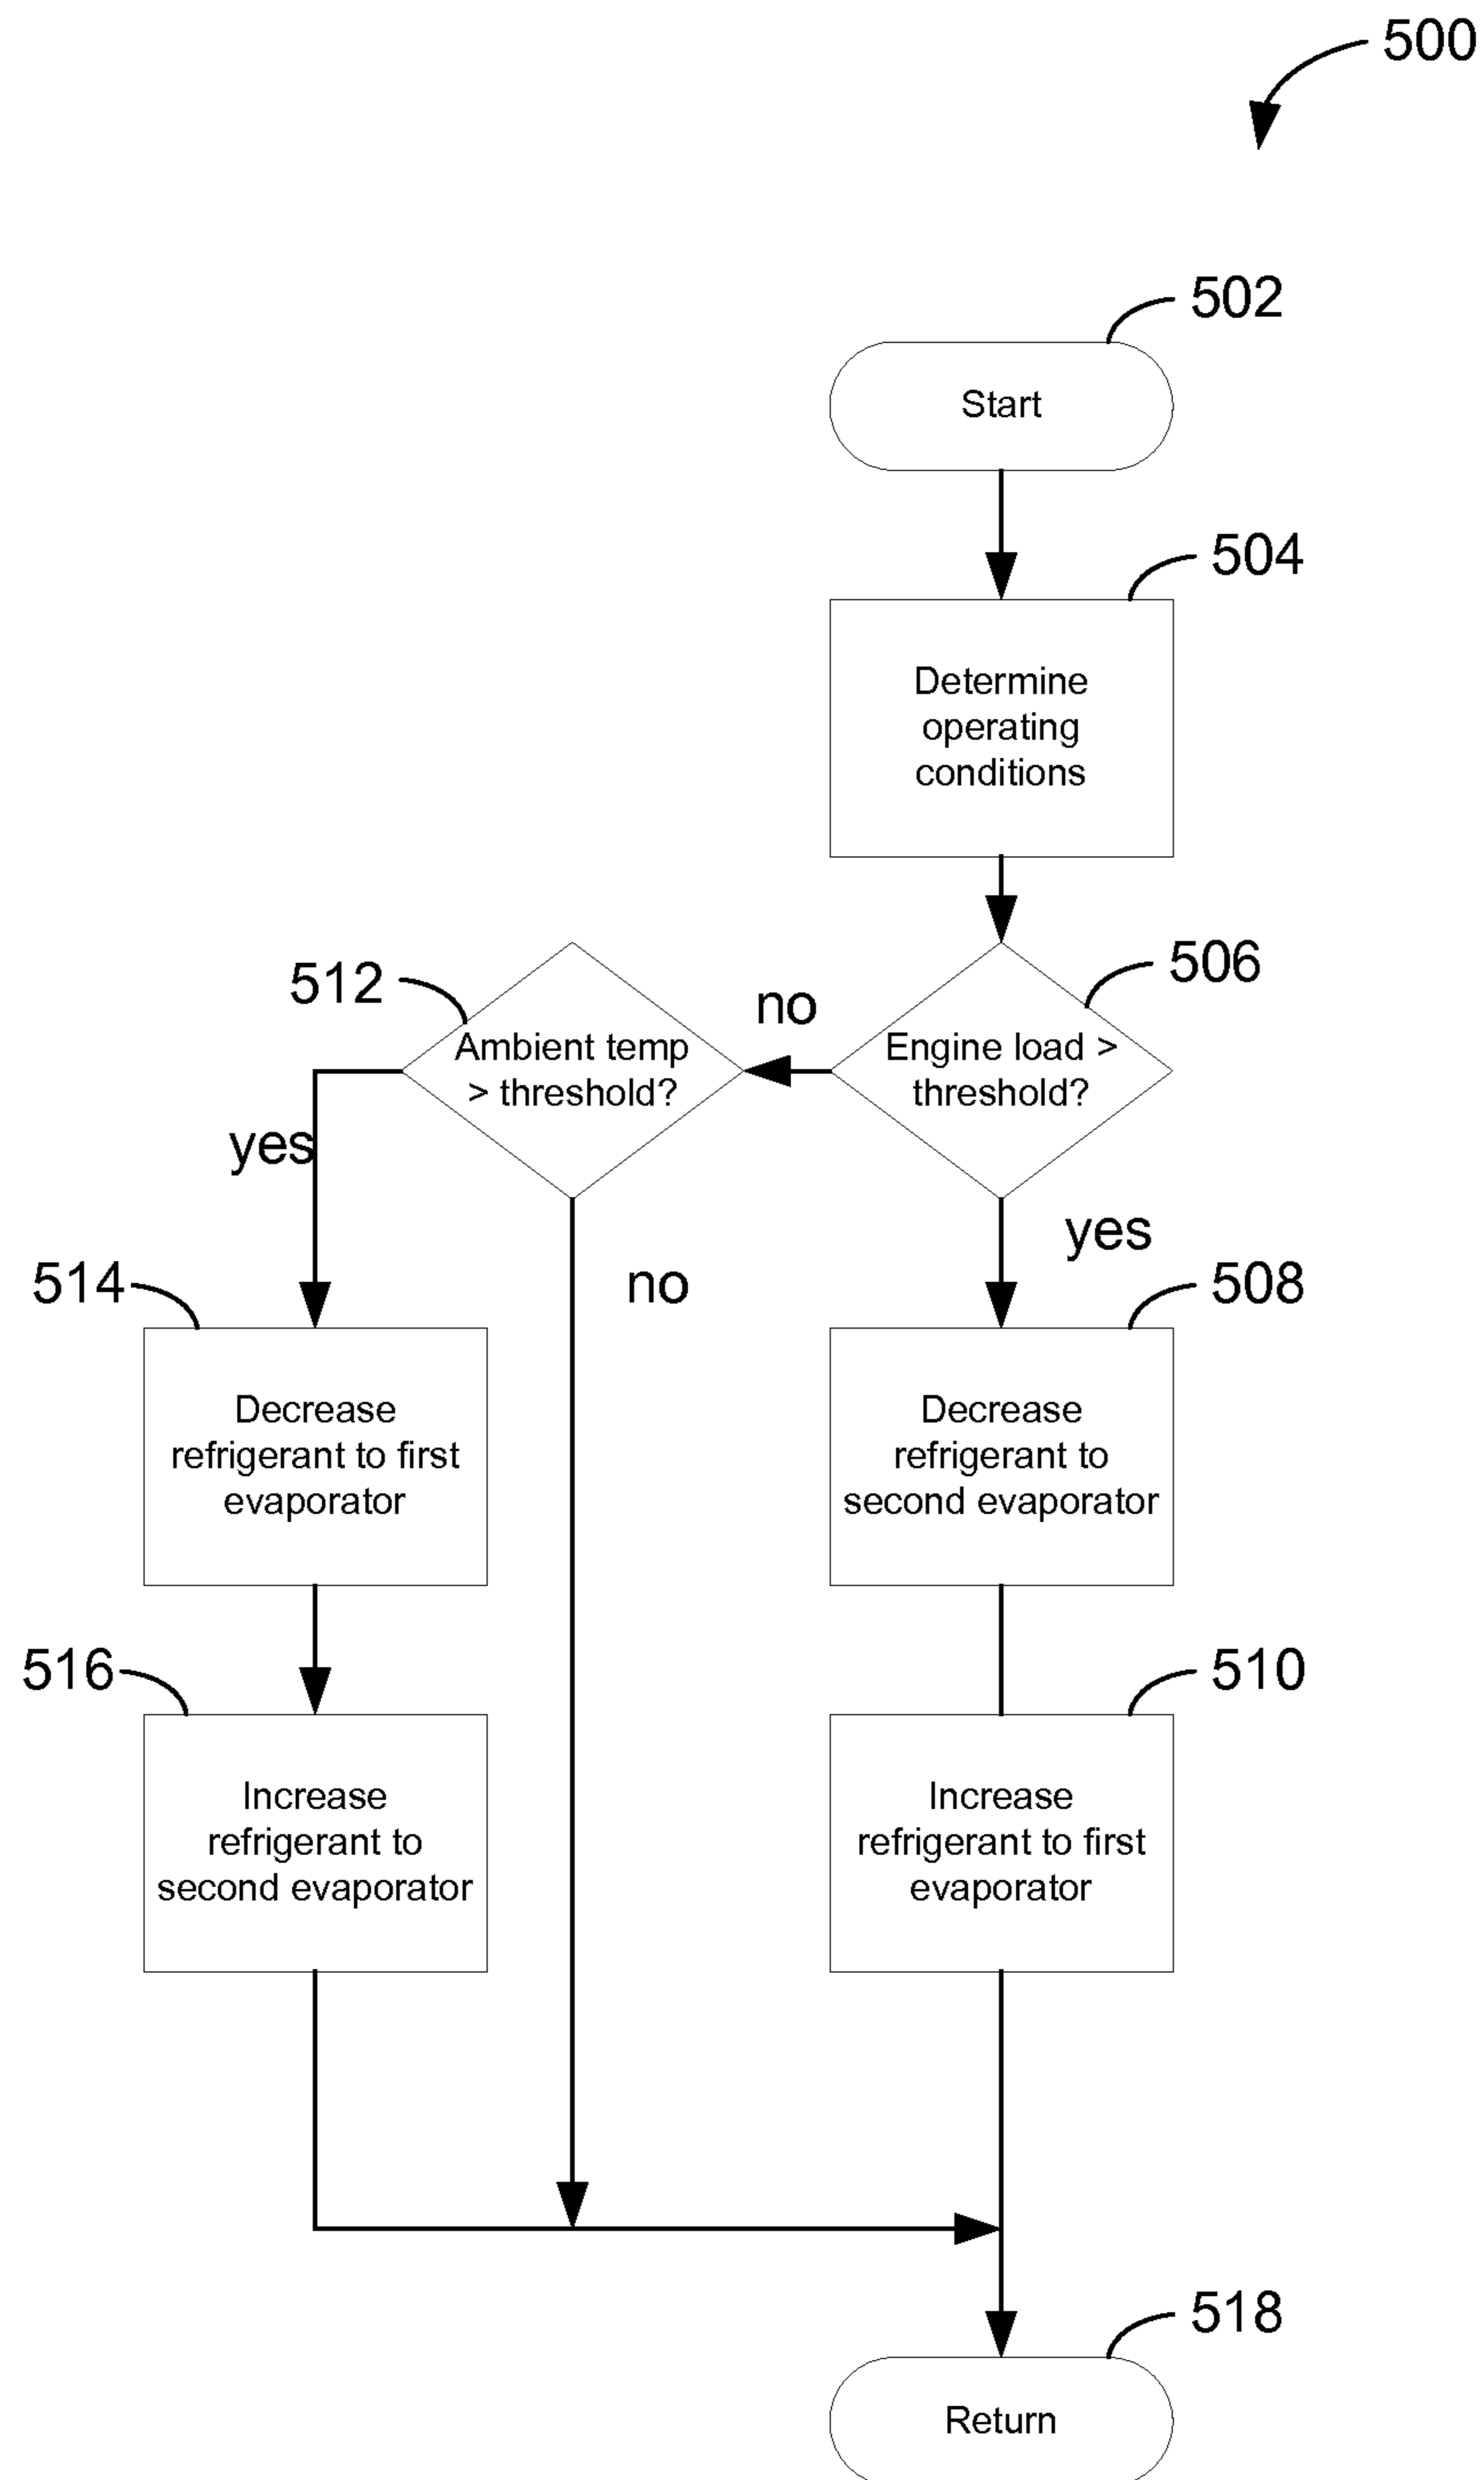 500
502
Start
504
Determine
operating
conditions
506
Engine load >
threshold?
no
512
Ambient temp
> threshold?
yes
no
yes
514
Decrease
refrigerant to first
evaporator
508
Decrease
refrigerant to
second evaporator
516
Increase
refrigerant to
second evaporator
510
Increase
refrigerant to first
evaporator
518
Return